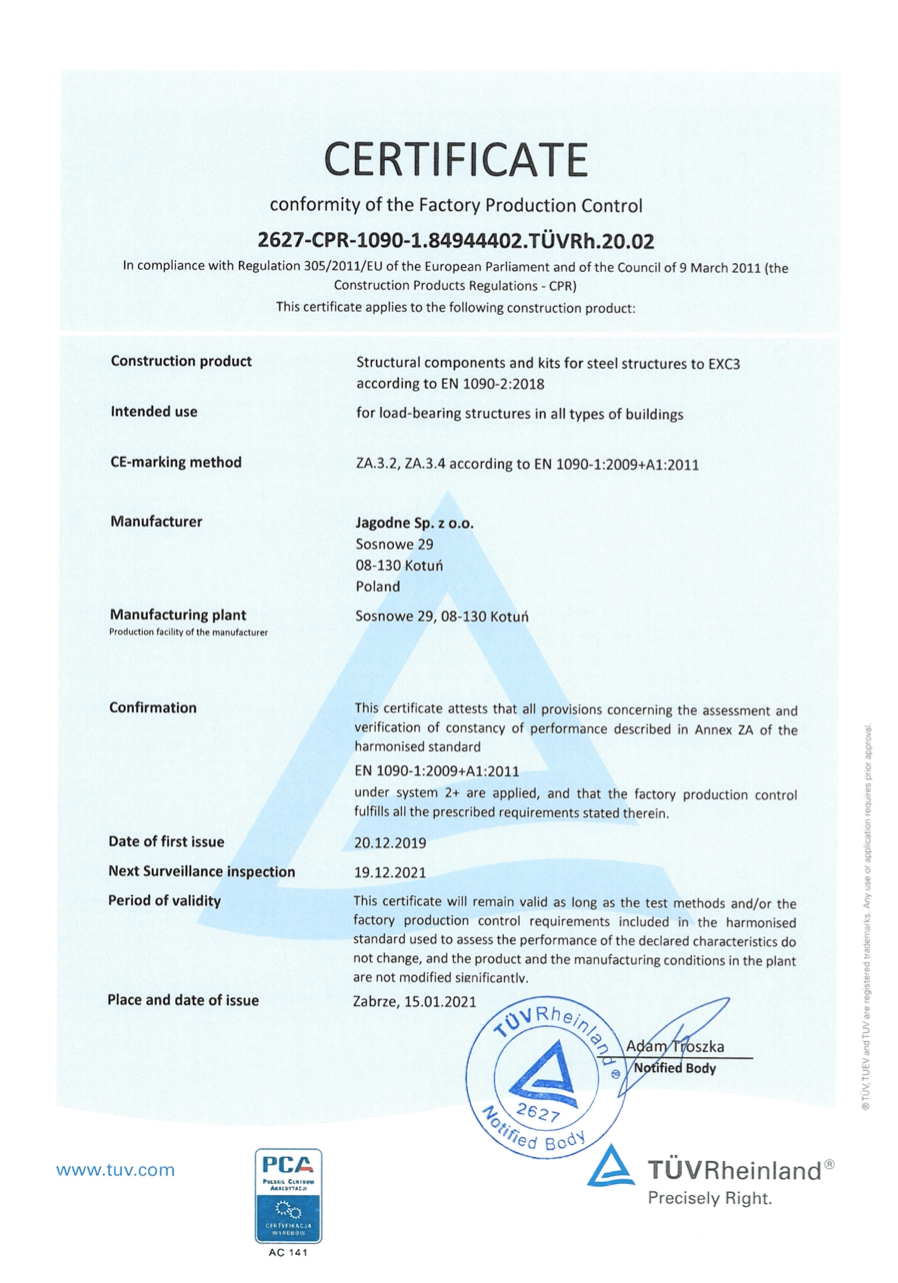 CERTIFICATE
conformity of the Factory Production Control
2627-CPR-1090-1.84944402.TÜVRh.20.02
In compliance with Regulation 305/2011/EU of the European Parliament and of the Council of 9 March 2011 (the
Construction Products Regulations - CPR)
This certificate applies to the following construction product:
Construction product
Structural components and kits for steel structures to EXC3
according to EN 1090-2:2018
Intended use
for load-bearing structures in all types of buildings
CE-marking method
ZA.3.2, ZA.3.4 according to EN 1090-1:2009+A1:2011
Manufacturer
Jagodne Sp. z o.o.
Sosnowe 29
08-130 Kotuń
Poland
Manufacturing plant
Production facility of the manufacturer
Sosnowe 29, 08-130 Kotuń
Confirmation
This certificate attests that all provisions concerning the assessment and
verification of constancy of performance described in Annex ZA of the
harmonised standard
EN 1090-1:2009+A1:2011
under system 2+ are applied, and that the factory production control
fulfills all the prescribed requirements stated therein.
Date of first issue
20.12.2019
Next Surveillance inspection
19.12.2021
Period of validity
This certificate will remain valid as long as the test methods and/or the
factory production control requirements included in the harmonised
standard used to assess the performance of the declared characteristics do
not change, and the product and the manufacturing conditions in the plant
are not modified significantly.
Place and date of issue
Zabrze, 15.01.2021
TÜVRheinland®
2627
Notified Body
Adam Troszka
Notified Body
® TÜV, TUEV and TUV are registered trademarks. Any use or application requires prior approval.
www.tuv.com
PCA
POLSKIE CENTRUM
AKREDYTACJI
CERTYFIKACJA
WYROBÓW
AC 141
TÜVRheinland®
Precisely Right.